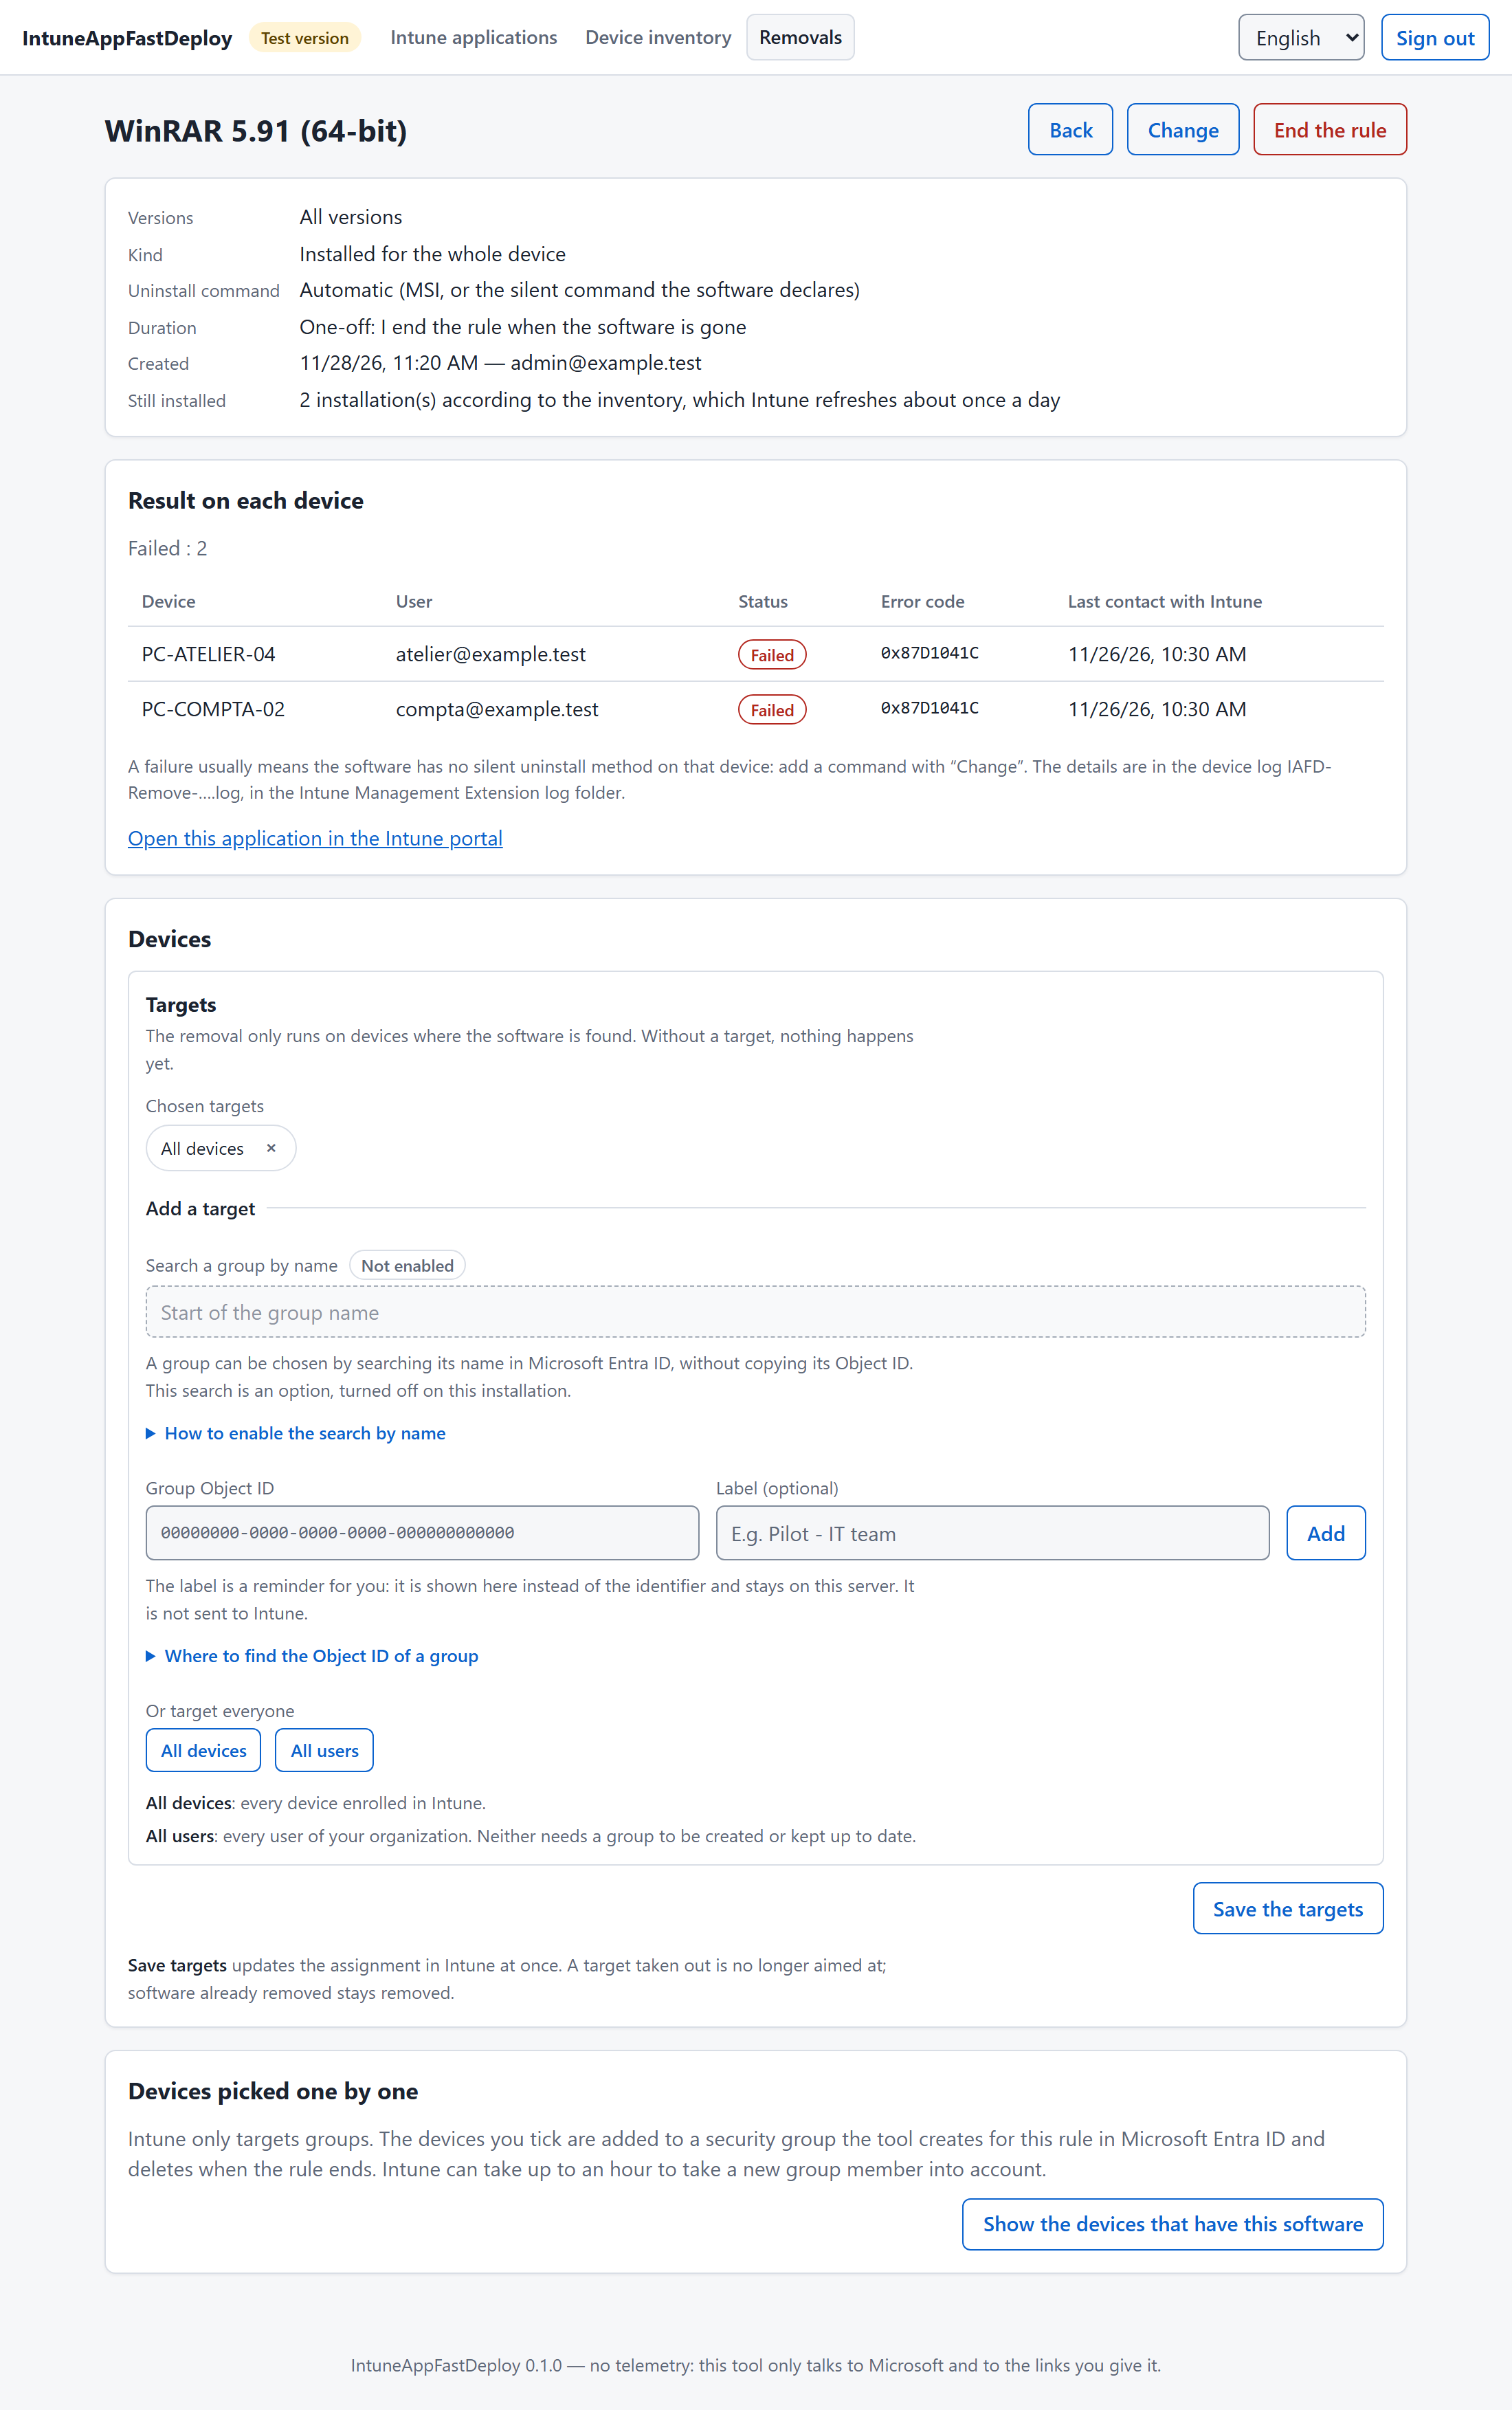 IntuneAppFastDeploy Test version Intune applications Device inventory Removals English Sign out
WinRAR 5.91 (64-bit) Back Change End the rule
Versions All versions
Kind Installed for the whole device
Uninstall command Automatic (MSI, or the silent command the software declares)
Duration One-off: I end the rule when the software is gone
Created 11/28/26, 11:20 AM — admin@example.test
Still installed 2 installation(s) according to the inventory, which Intune refreshes about once a day
Result on each device
Failed : 2
Device User Status Error code Last contact with Intune
PC-ATELIER-04 atelier@example.test Failed 0x87D1041C 11/26/26, 10:30 AM
PC-COMPTA-02 compta@example.test Failed 0x87D1041C 11/26/26, 10:30 AM
A failure usually means the software has no silent uninstall method on that device: add a command with “Change”. The details are in the device log IAFD-
Remove-....log, in the Intune Management Extension log folder.
Open this application in the Intune portal
Devices
Targets
The removal only runs on devices where the software is found. Without a target, nothing happens
yet.
Chosen targets
All devices ×
Add a target
Search a group by name Not enabled
Start of the group name
A group can be chosen by searching its name in Microsoft Entra ID, without copying its Object ID.
This search is an option, turned off on this installation.
How to enable the search by name
Group Object ID Label (optional)
00000000-0000-0000-0000-000000000000 E.g. Pilot - IT team Add
The label is a reminder for you: it is shown here instead of the identifier and stays on this server. It
is not sent to Intune.
Where to find the Object ID of a group
Or target everyone
All devices All users
All devices: every device enrolled in Intune.
All users: every user of your organization. Neither needs a group to be created or kept up to date.
Save the targets
Save targets updates the assignment in Intune at once. A target taken out is no longer aimed at;
software already removed stays removed.
Devices picked one by one
Intune only targets groups. The devices you tick are added to a security group the tool creates for this rule in Microsoft Entra ID and
deletes when the rule ends. Intune can take up to an hour to take a new group member into account.
Show the devices that have this software
IntuneAppFastDeploy 0.1.0 — no telemetry: this tool only talks to Microsoft and to the links you give it.